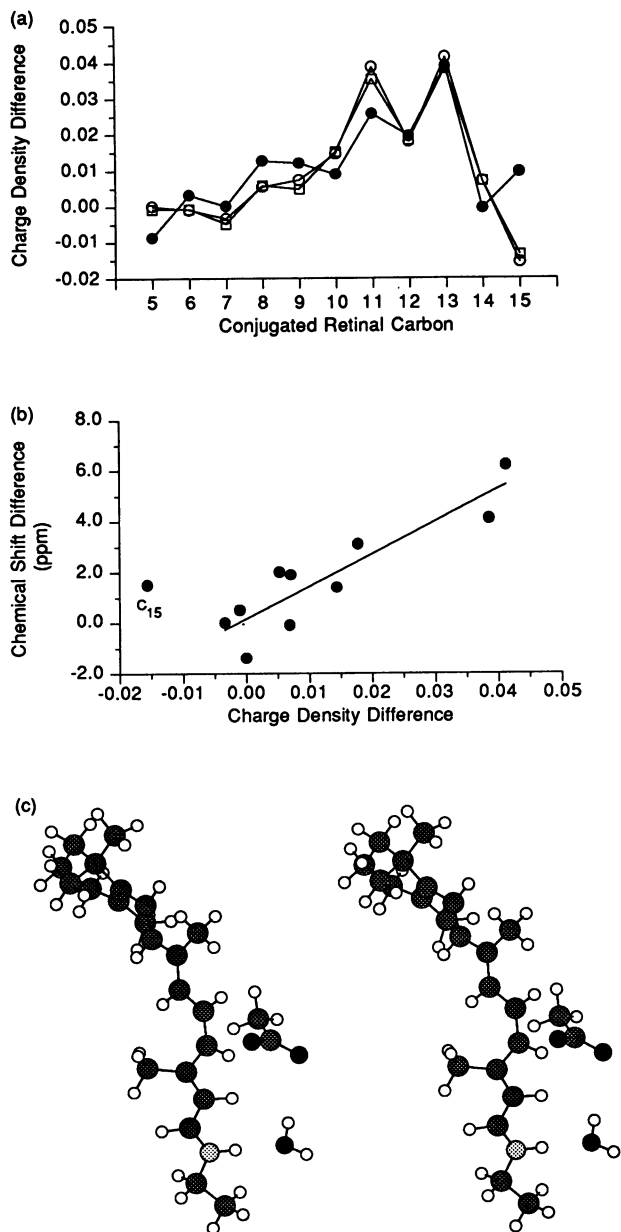 (a)
Charge Density Difference
0.05
0.04
0.03
0.02
0.01
0.00
-0.01
-0.02
5 6 7 8 9 10 11 12 13 14 15
Conjugated Retinal Carbon
(b)
Chemical Shift Difference
(ppm)
8.0
6.0
4.0
2.0
0.0
-2.0
C15
-0.02 -0.01 0.00 0.01 0.02 0.03 0.04 0.05
Charge Density Difference
(c)